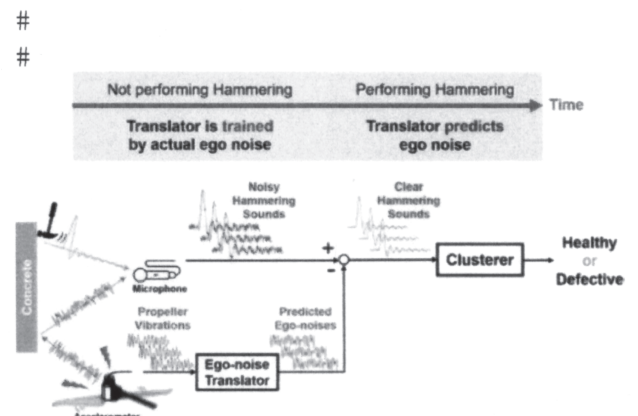 #
#
Not performing Hammering
Performing Hammering
Time
Translator is trained
by actual ego noise
Translator predicts
ego noise
Noisy
Hammering
Sounds
Clear
Hammering
Sounds
+
-
Concrete
Microphone
Clusterer
Healthy
or
Defective
Propeller
Vibrations
Predicted
Ego-noises
Ego-noise
Translator
Accelerometer